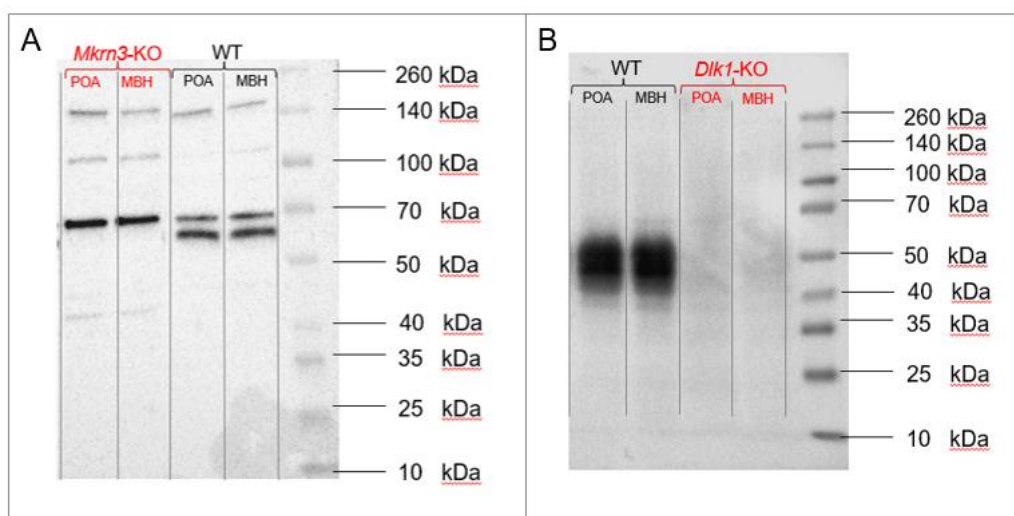 A
Mkrn3-KO WT
POA MBH POA MBH
260 kDa
140 kDa
100 kDa
70 kDa
50 kDa
40 kDa
35 kDa
25 kDa
10 kDa
B
WT Dlk1-KO
POA MBH POA MBH
260 kDa
140 kDa
100 kDa
70 kDa
50 kDa
40 kDa
35 kDa
25 kDa
10 kDa